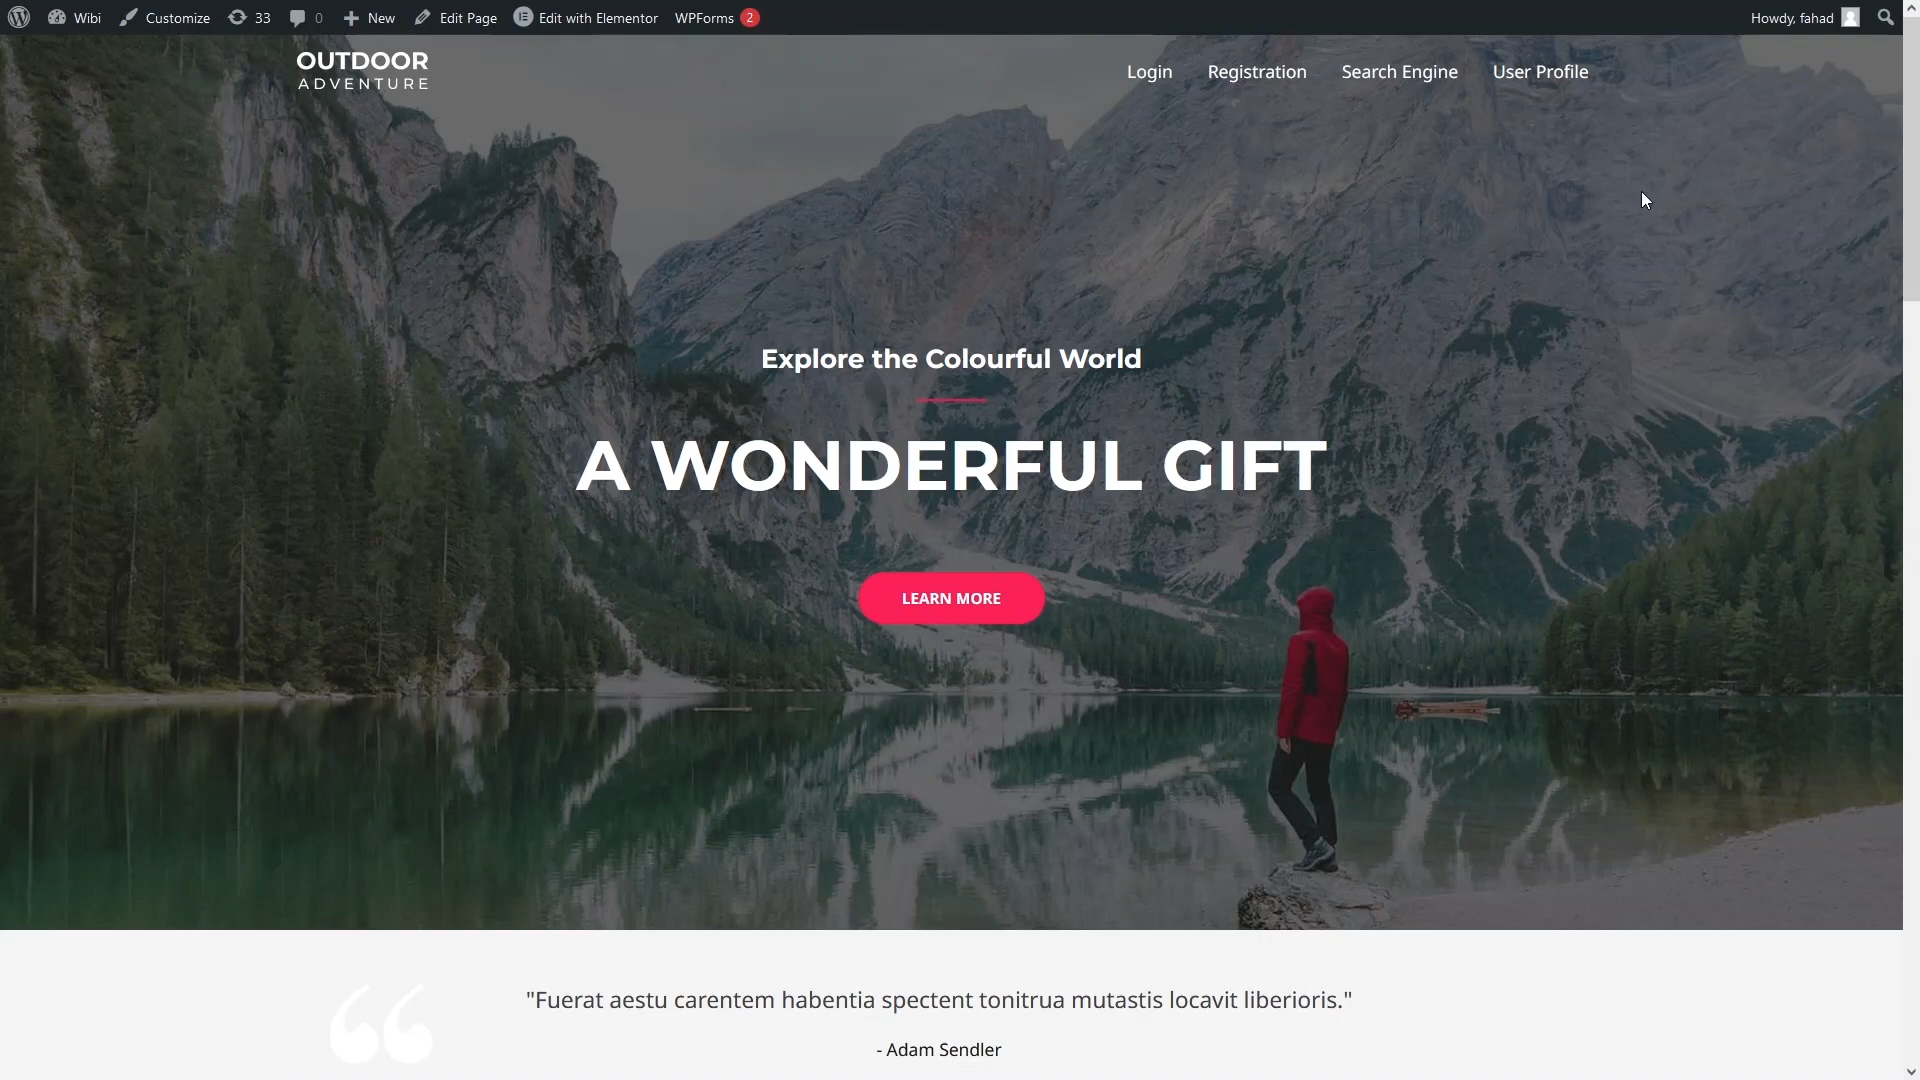 Wibi Customize 33 0 New Edit Page Edit with Elementor WPForms 2 Howdy, fahad
OUTDOOR
ADVENTURE
Login Registration Search Engine User Profile
Explore the Colourful World
A WONDERFUL GIFT
LEARN MORE
"Fuerat aestu carentem habentia spectent tonitrua mutastis locavit liberioris."
- Adam Sendler